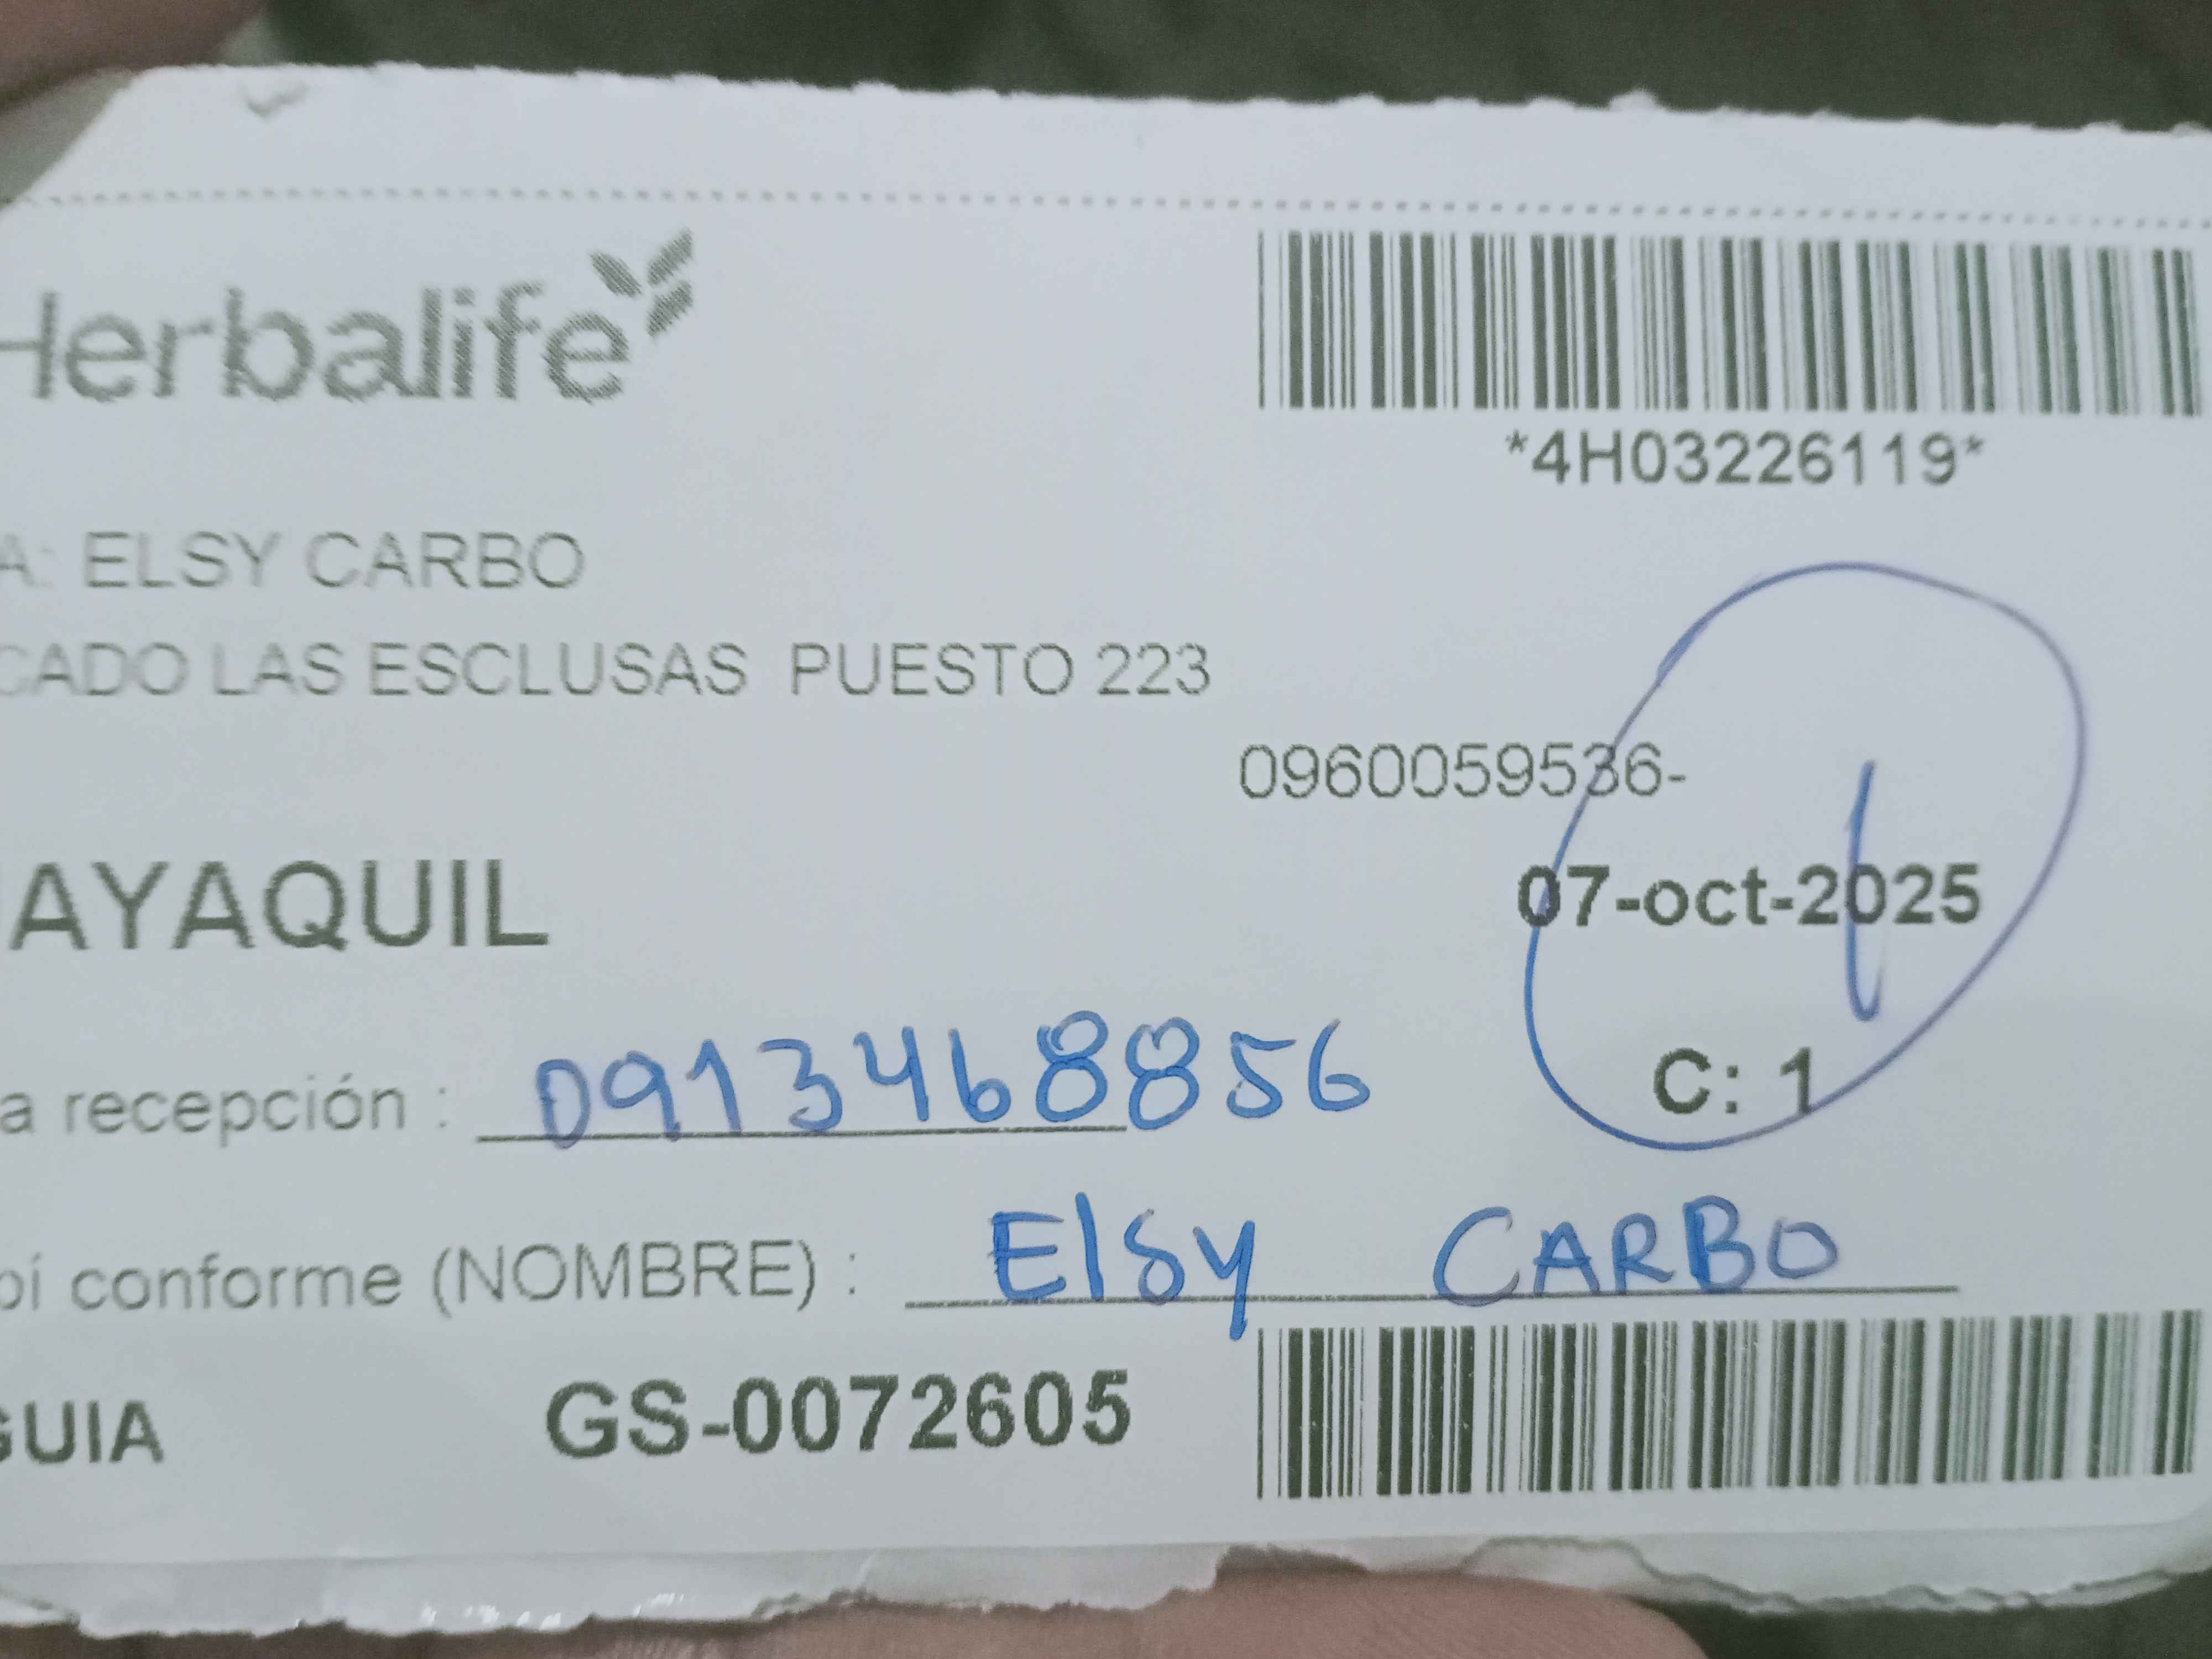 Herbalife
*4H03226119*
A: ELSY CARBO
CADO LAS ESCLUSAS PUESTO 223
0960059536-
AYAQUIL
07-oct-2025
C: 1
a recepción : 0913468856
bí conforme (NOMBRE) : Elsy CARBO
GUIA GS-0072605